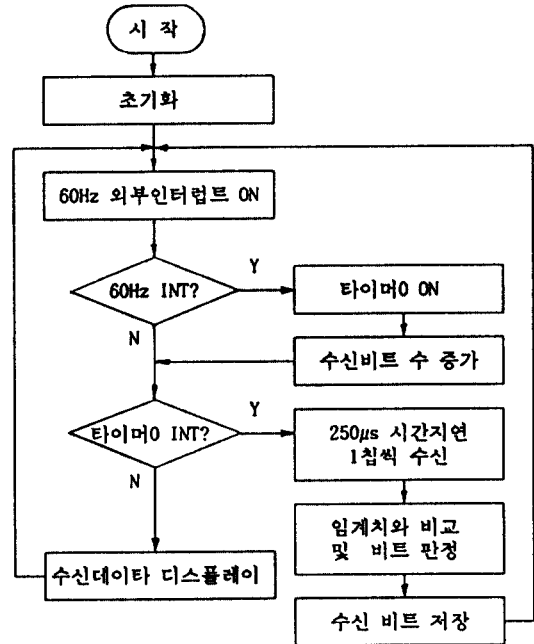 시 작
초기화
60Hz 외부인터럽트 ON
60Hz INT?
Y
타이머0 ON
N
수신비트 수 증가
타이머0 INT?
Y
250μs 시간지연
1칩씩 수신
N
임계치와 비교
및 비트 판정
수신데이타 디스플레이
수신 비트 저장